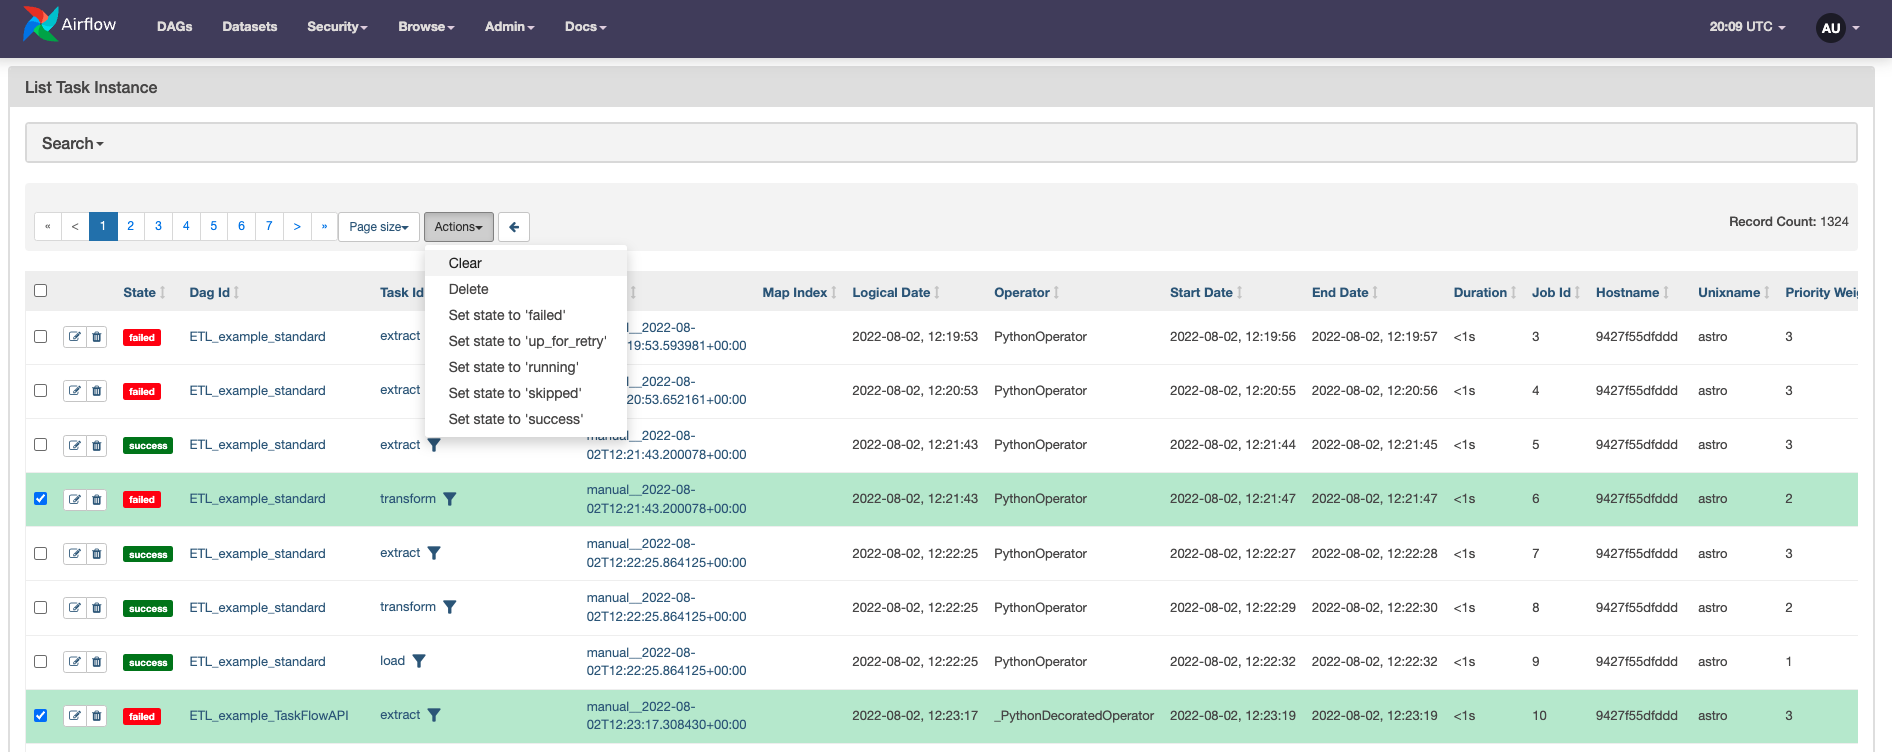 Airflow DAGs Datasets Security Browse Admin Docs 20:09 UTC AU
List Task Instance
Search
« < 1 2 3 4 5 6 7 > » Page size Actions Record Count: 1324
Clear
Delete
Set state to 'failed'
Set state to 'up_for_retry'
Set state to 'running'
Set state to 'skipped'
Set state to 'success'
State Dag Id Task Id Map Index Logical Date Operator Start Date End Date Duration Job Id Hostname Unixname Priority Weig
failed ETL_example_standard extract l__2022-08-
19:53.593981+00:00 2022-08-02, 12:19:53 PythonOperator 2022-08-02, 12:19:56 2022-08-02, 12:19:57 <1s 3 9427f55dfddd astro 3
failed ETL_example_standard extract l__2022-08-
20:53.652161+00:00 2022-08-02, 12:20:53 PythonOperator 2022-08-02, 12:20:55 2022-08-02, 12:20:56 <1s 4 9427f55dfddd astro 3
success ETL_example_standard extract manual__2022-08-
02T12:21:43.200078+00:00 2022-08-02, 12:21:43 PythonOperator 2022-08-02, 12:21:44 2022-08-02, 12:21:45 <1s 5 9427f55dfddd astro 3
failed ETL_example_standard transform manual__2022-08-
02T12:21:43.200078+00:00 2022-08-02, 12:21:43 PythonOperator 2022-08-02, 12:21:47 2022-08-02, 12:21:47 <1s 6 9427f55dfddd astro 2
success ETL_example_standard extract manual__2022-08-
02T12:22:25.864125+00:00 2022-08-02, 12:22:25 PythonOperator 2022-08-02, 12:22:27 2022-08-02, 12:22:28 <1s 7 9427f55dfddd astro 3
success ETL_example_standard transform manual__2022-08-
02T12:22:25.864125+00:00 2022-08-02, 12:22:25 PythonOperator 2022-08-02, 12:22:29 2022-08-02, 12:22:30 <1s 8 9427f55dfddd astro 2
success ETL_example_standard load manual__2022-08-
02T12:22:25.864125+00:00 2022-08-02, 12:22:25 PythonOperator 2022-08-02, 12:22:32 2022-08-02, 12:22:32 <1s 9 9427f55dfddd astro 1
failed ETL_example_TaskFlowAPI extract manual__2022-08-
02T12:23:17.308430+00:00 2022-08-02, 12:23:17 _PythonDecoratedOperator 2022-08-02, 12:23:19 2022-08-02, 12:23:19 <1s 10 9427f55dfddd astro 3